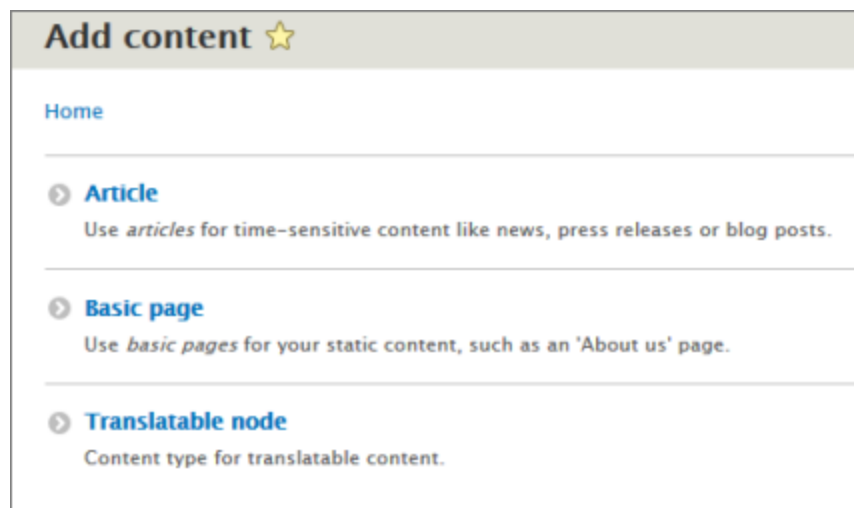 Add content
Home
Article
Use articles for time-sensitive content like news, press releases or blog posts.
Basic page
Use basic pages for your static content, such as an 'About us' page.
Translatable node
Content type for translatable content.